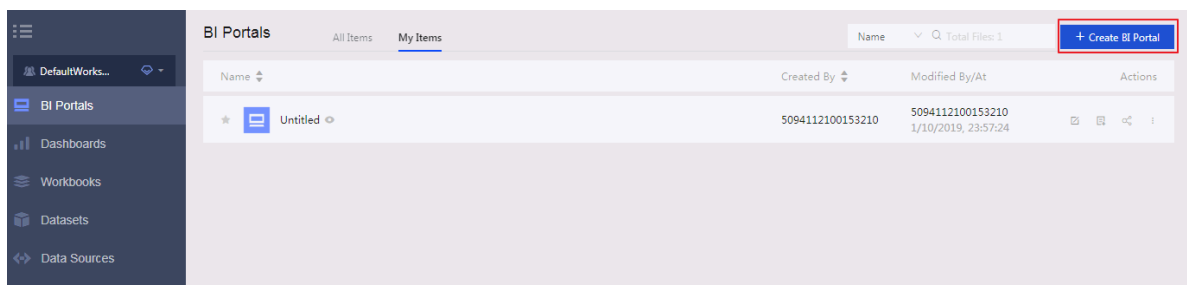 BI Portals
All Items
My Items
Name
Total Files: 1
+ Create BI Portal
DefaultWorks...
BI Portals
Dashboards
Workbooks
Datasets
Data Sources
Name
Created By
Modified By/At
Actions
Untitled
5094112100153210
5094112100153210
1/10/2019, 23:57:24